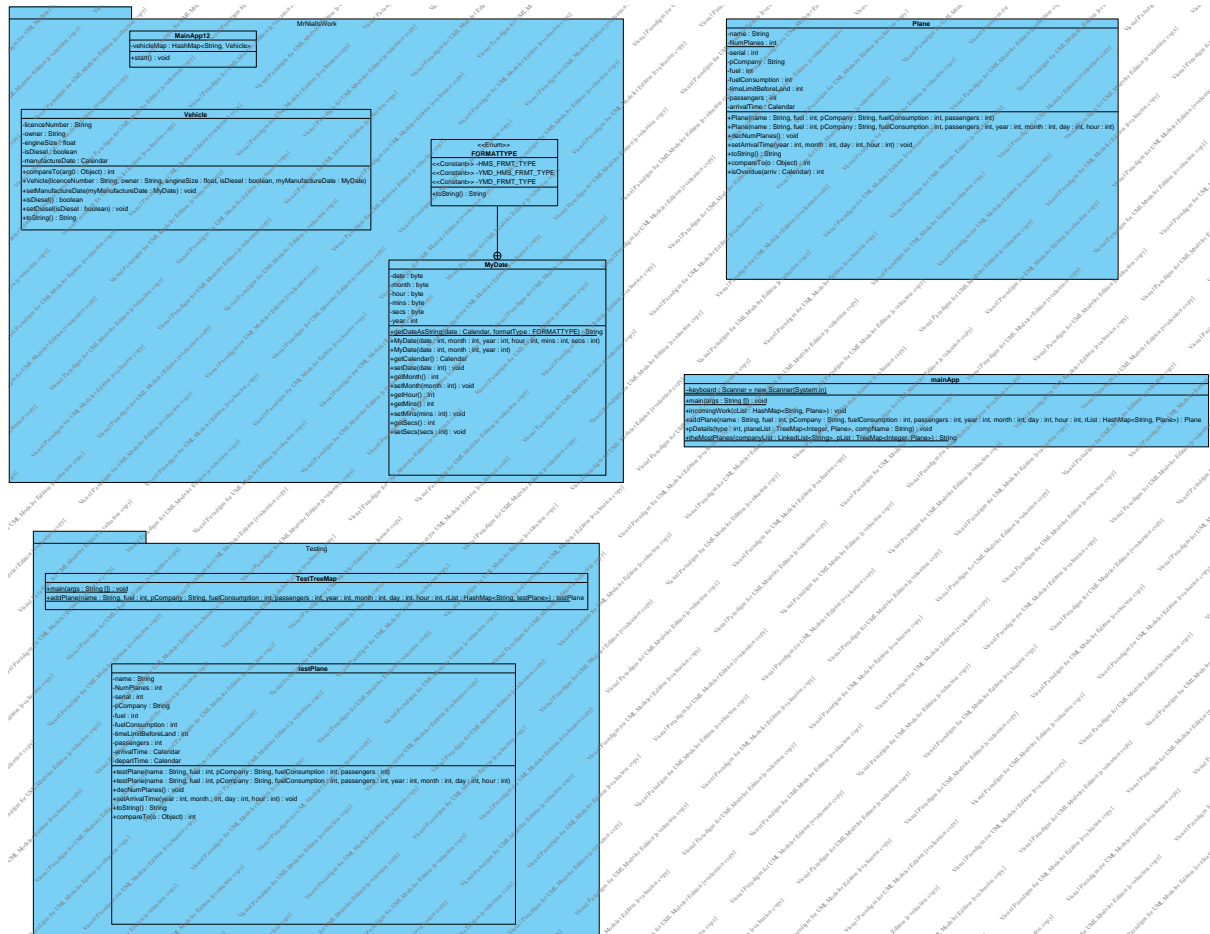 MrNiallsWork
MainApp12
-vehicleMap : HashMap<String, Vehicle>
+start() : void
Vehicle
-licenceNumber : String
-owner : String
-engineSize : float
-isDiesel : boolean
-manufactureDate : Calendar
+compareTo(arg0 : Object) : int
+Vehicle(licenceNumber : String, owner : String, engineSize : float, isDiesel : boolean, myManufactureDate : MyDate)
+setManufactureDate(myManufactureDate : MyDate) : void
+isDiesel() : boolean
+setDiesel(isDiesel : boolean) : void
+toString() : String
<<Enum>>
FORMATTYPE
<<Constant>> -HMS_FRMT_TYPE
<<Constant>> -YMD_HMS_FRMT_TYPE
<<Constant>> -YMD_FRMT_TYPE
+toString() : String
MyDate
-date : byte
-month : byte
-hour : byte
-mins : byte
-secs : byte
-year : int
+getDateAsString(date : Calendar, formatType : FORMATTYPE) : String
+MyDate(date : int, month : int, year : int, hour : int, mins : int, secs : int)
+MyDate(date : int, month : int, year : int)
+getCalendar() : Calendar
+setDate(date : int) : void
+getMonth() : int
+setMonth(month : int) : void
+getHour() : int
+getMins() : int
+setMins(mins : int) : void
+getSecs() : int
+setSecs(secs : int) : void
Plane
-name : String
-NumPlanes : int
-serial : int
-pCompany : String
-fuel : int
-fuelConsumption : int
-timeLimitBeforeLand : int
-passengers : int
-arrivalTime : Calendar
+Plane(name : String, fuel : int, pCompany : String, fuelConsumption : int, passengers : int)
+Plane(name : String, fuel : int, pCompany : String, fuelConsumption : int, passengers : int, year : int, month : int, day : int, hour : int)
+decNumPlanes() : void
+setArrivalTime(year : int, month : int, day : int, hour : int) : void
+toString() : String
+compareTo(o : Object) : int
+isOverdue(arriv : Calendar) : int
mainApp
-keyboard : Scanner = new Scanner(System.in)
+main(args : String []) : void
+incomingWork(cList : HashMap<String, Plane>) : void
+addPlane(name : String, fuel : int, pCompany : String, fuelConsumption : int, passengers : int, year : int, month : int, day : int, hour : int, rList : HashMap<String, Plane>) : Plane
+pDetails(type : int, planeList : TreeMap<Integer, Plane>, compName : String) : void
+theMostPlanes(companyList : LinkedList<String>, pList : TreeMap<Integer, Plane>) : String
Testing
TestTreeMap
+main(args : String []) : void
+addPlane(name : String, fuel : int, pCompany : String, fuelConsumption : int, passengers : int, year : int, month : int, day : int, hour : int, rList : HashMap<String, testPlane>) : testPlane
testPlane
-name : String
-NumPlanes : int
-serial : int
-pCompany : String
-fuel : int
-fuelConsumption : int
-timeLimitBeforeLand : int
-passengers : int
-arrivalTime : Calendar
-departTime : Calendar
+testPlane(name : String, fuel : int, pCompany : String, fuelConsumption : int, passengers : int)
+testPlane(name : String, fuel : int, pCompany : String, fuelConsumption : int, passengers : int, year : int, month : int, day : int, hour : int)
+decNumPlanes() : void
+setArrivalTime(year : int, month : int, day : int, hour : int) : void
+toString() : String
+compareTo(o : Object) : int
Visual Paradigm for UML Modeler Edition [evaluation copy]